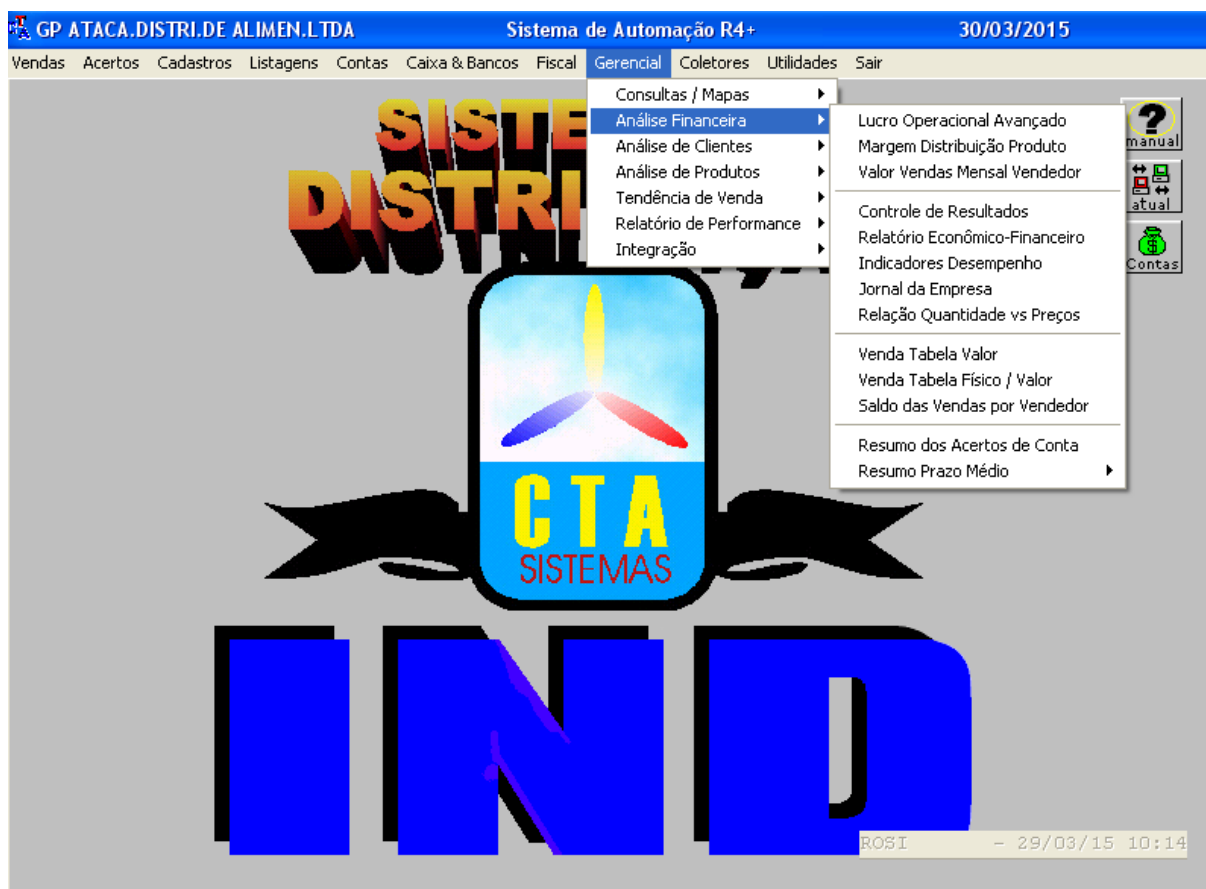 GP ATACA.DISTRI.DE ALIMEN.LTDA Sistema de Automação R4+ 30/03/2015
Vendas Acertos Cadastros Listagens Contas Caixa & Bancos Fiscal Gerencial Coletores Utilidades Sair
Consultas / Mapas
Análise Financeira
Análise de Clientes
Análise de Produtos
Tendência de Venda
Relatório de Performance
Integração
Lucro Operacional Avançado
Margem Distribuição Produto
Valor Vendas Mensal Vendedor
Controle de Resultados
Relatório Econômico-Financeiro
Indicadores Desempenho
Jornal da Empresa
Relação Quantidade vs Preços
Venda Tabela Valor
Venda Tabela Físico / Valor
Saldo das Vendas por Vendedor
Resumo dos Acertos de Conta
Resumo Prazo Médio
?
manual
atual
$
Contas
CTA
SISTEMAS
IND
ROSI - 29/03/15 10:14